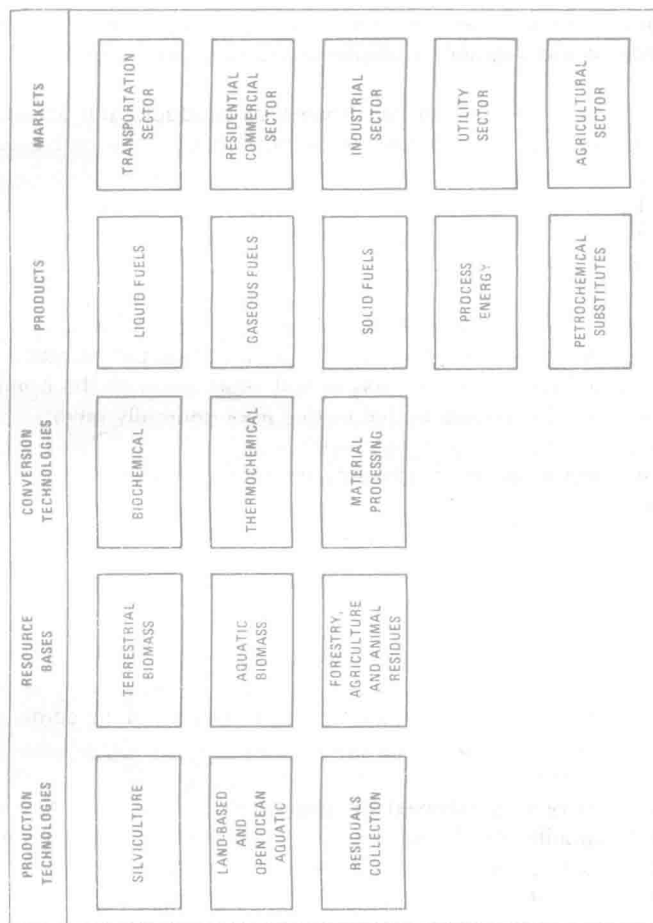 PRODUCTION
TECHNOLOGIES
RESOURCE
BASES
CONVERSION
TECHNOLOGIES
PRODUCTS
MARKETS
SILVICULTURE
TERRESTRIAL
BIOMASS
BIOCHEMICAL
LIQUID FUELS
TRANSPORTATION
SECTOR
LAND-BASED
AND
OPEN OCEAN
AQUATIC
AQUATIC
BIOMASS
THERMOCHEMICAL
GASEOUS FUELS
RESIDENTIAL
COMMERCIAL
SECTOR
RESIDUALS
COLLECTION
FORESTRY,
AGRICULTURE
AND ANIMAL
RESIDUES
MATERIAL
PROCESSING
SOLID FUELS
INDUSTRIAL
SECTOR
PROCESS
ENERGY
UTILITY
SECTOR
PETROCHEMICAL
SUBSTITUTES
AGRICULTURAL
SECTOR